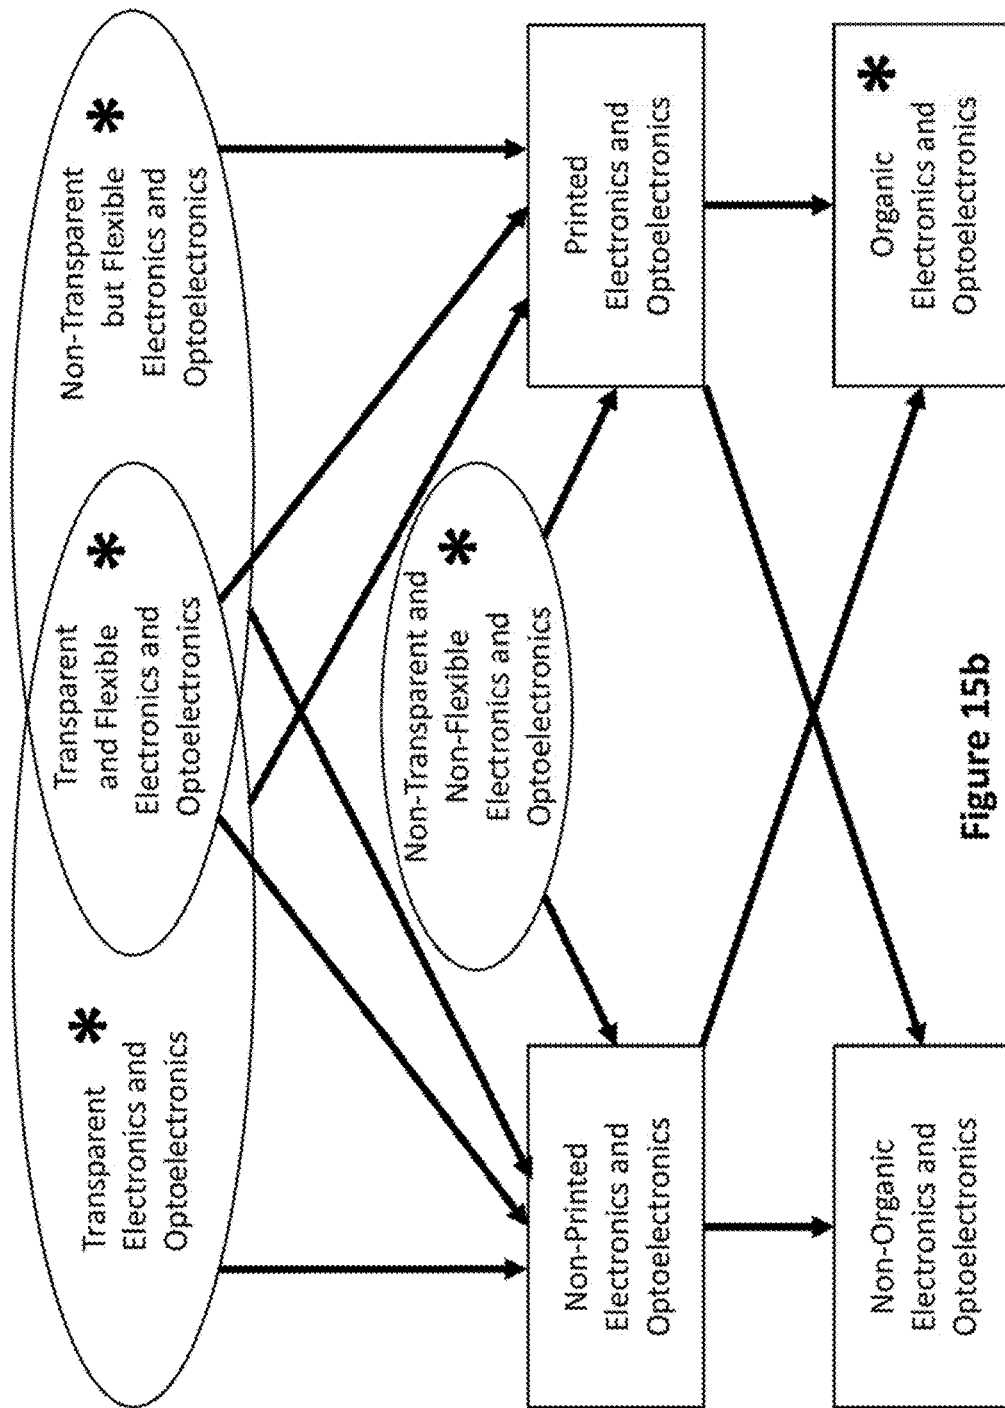 Transparent *
Electronics and
Optoelectronics
Transparent
and Flexible *
Electronics and
Optoelectronics
Non-Transparent
but Flexible *
Electronics and
Optoelectronics
Non-Transparent and
Non-Flexible *
Electronics and
Optoelectronics
Non-Printed
Electronics and
Optoelectronics
Printed
Electronics and
Optoelectronics
Non-Organic
Electronics and
Optoelectronics
Organic *
Electronics and
Optoelectronics
Figure 15b